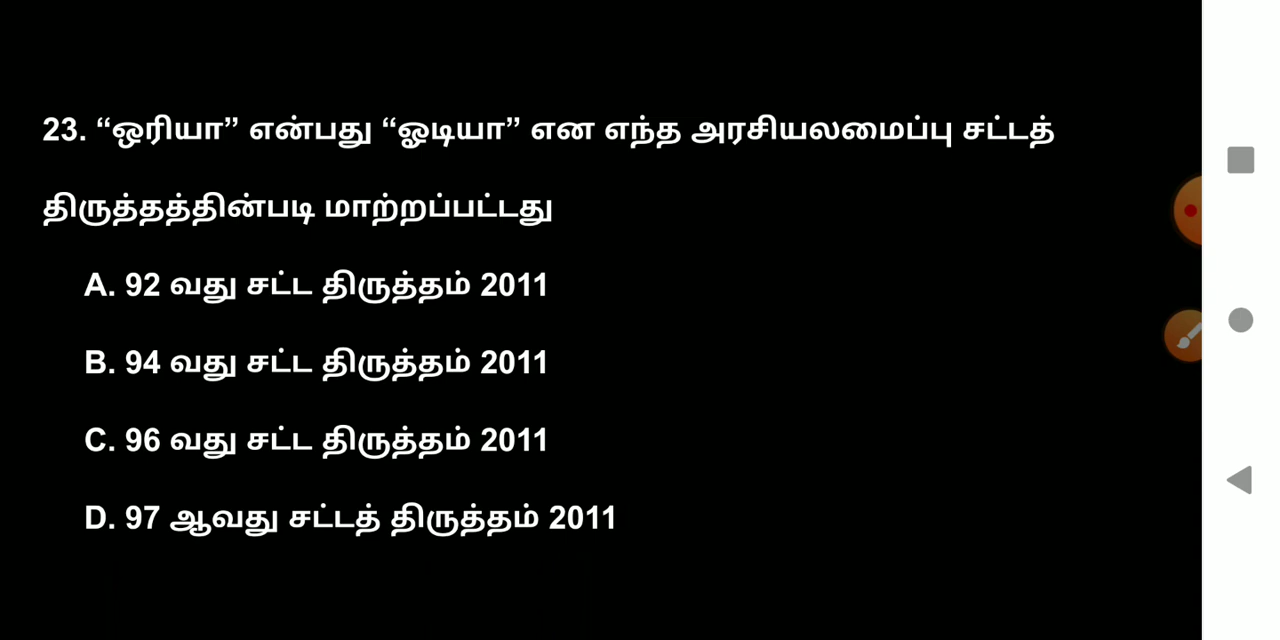 23. “ஒரியா” என்பது “ஓடியா” என எந்த அரசியலமைப்பு சட்டத்
திருத்தத்தின்படி மாற்றப்பட்டது
A. 92 வது சட்ட திருத்தம் 2011
B. 94 வது சட்ட திருத்தம் 2011
C. 96 வது சட்ட திருத்தம் 2011
D. 97 ஆவது சட்டத் திருத்தம் 2011